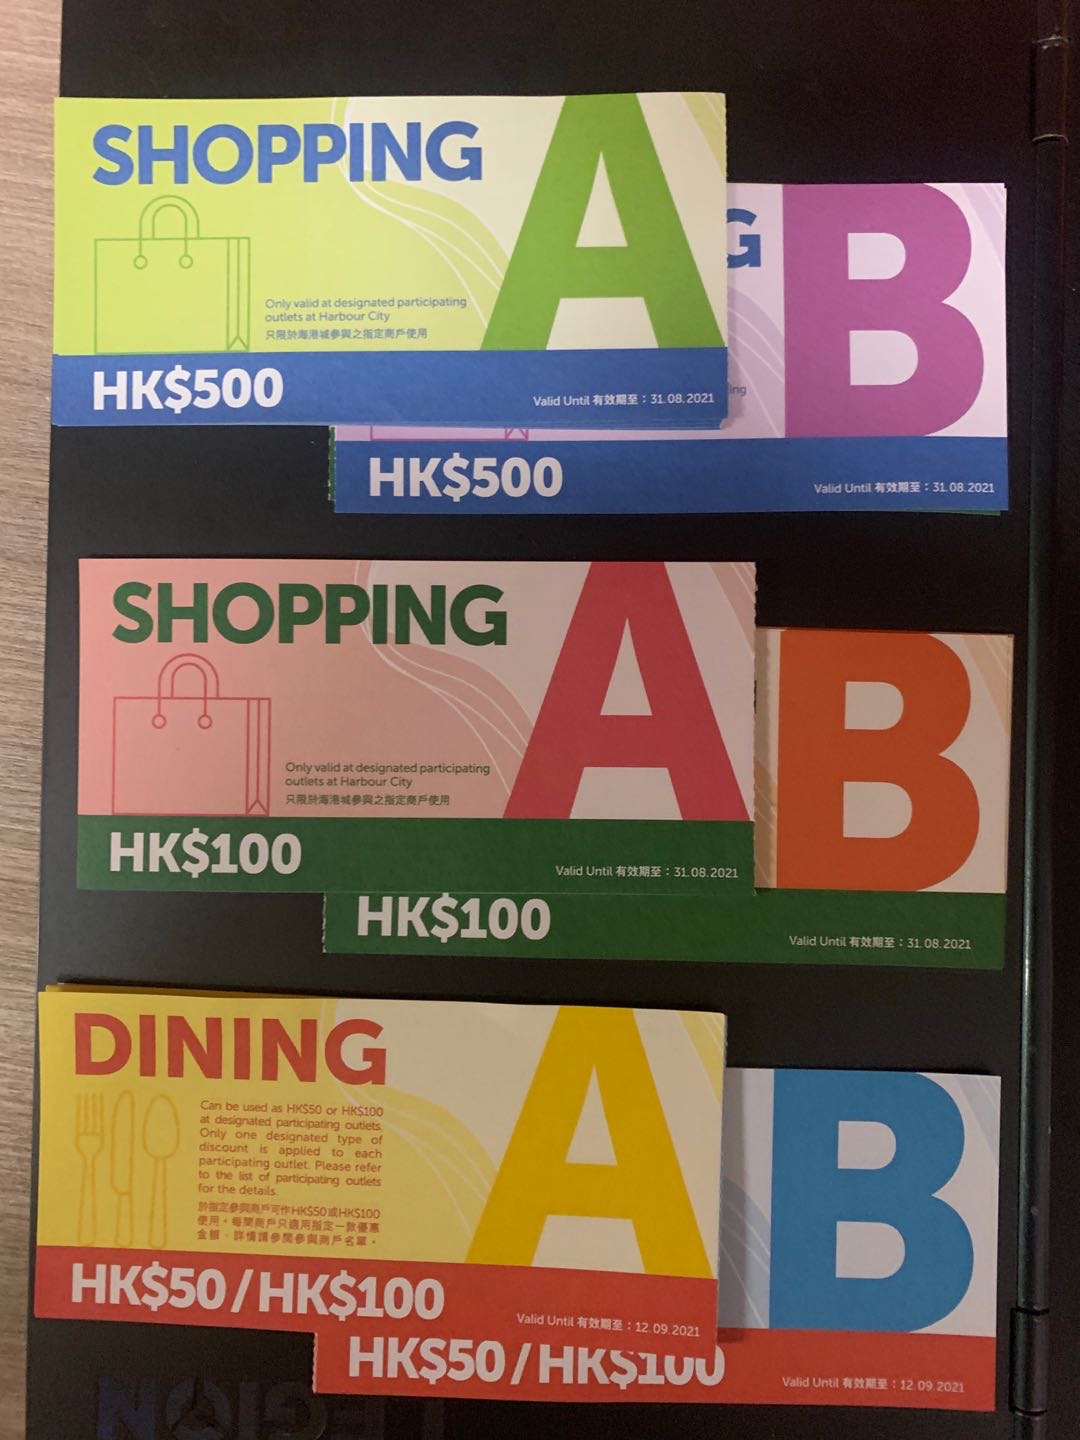 SHOPPING
A
Only valid at designated participating
outlets at Harbour City
只限於海港城參與之指定商戶使用
HK$500
Valid Until 有效期至：31.08.2021
G
B
ing
HK$500
Valid Until 有效期至：31.08.2021
SHOPPING
A
Only valid at designated participating
outlets at Harbour City
只限於海港城參與之指定商戶使用
HK$100
Valid Until 有效期至：31.08.2021
B
HK$100
Valid Until 有效期至：31.08.2021
DINING
A
Can be used as HK$50 or HK$100
at designated participating outlets.
Only one designated type of
discount is applied to each
participating outlet. Please refer
to the list of participating outlets
for the details.
於指定參與商戶可作HK$50或HK$100
使用。每間商戶只適用指定一款優惠
金額，詳情請參閱參與商戶名單。
HK$50/HK$100
Valid Until 有效期至：12.09.2021
B
HK$50/HK$100
Valid Until 有效期至：12.09.2021
LEGION